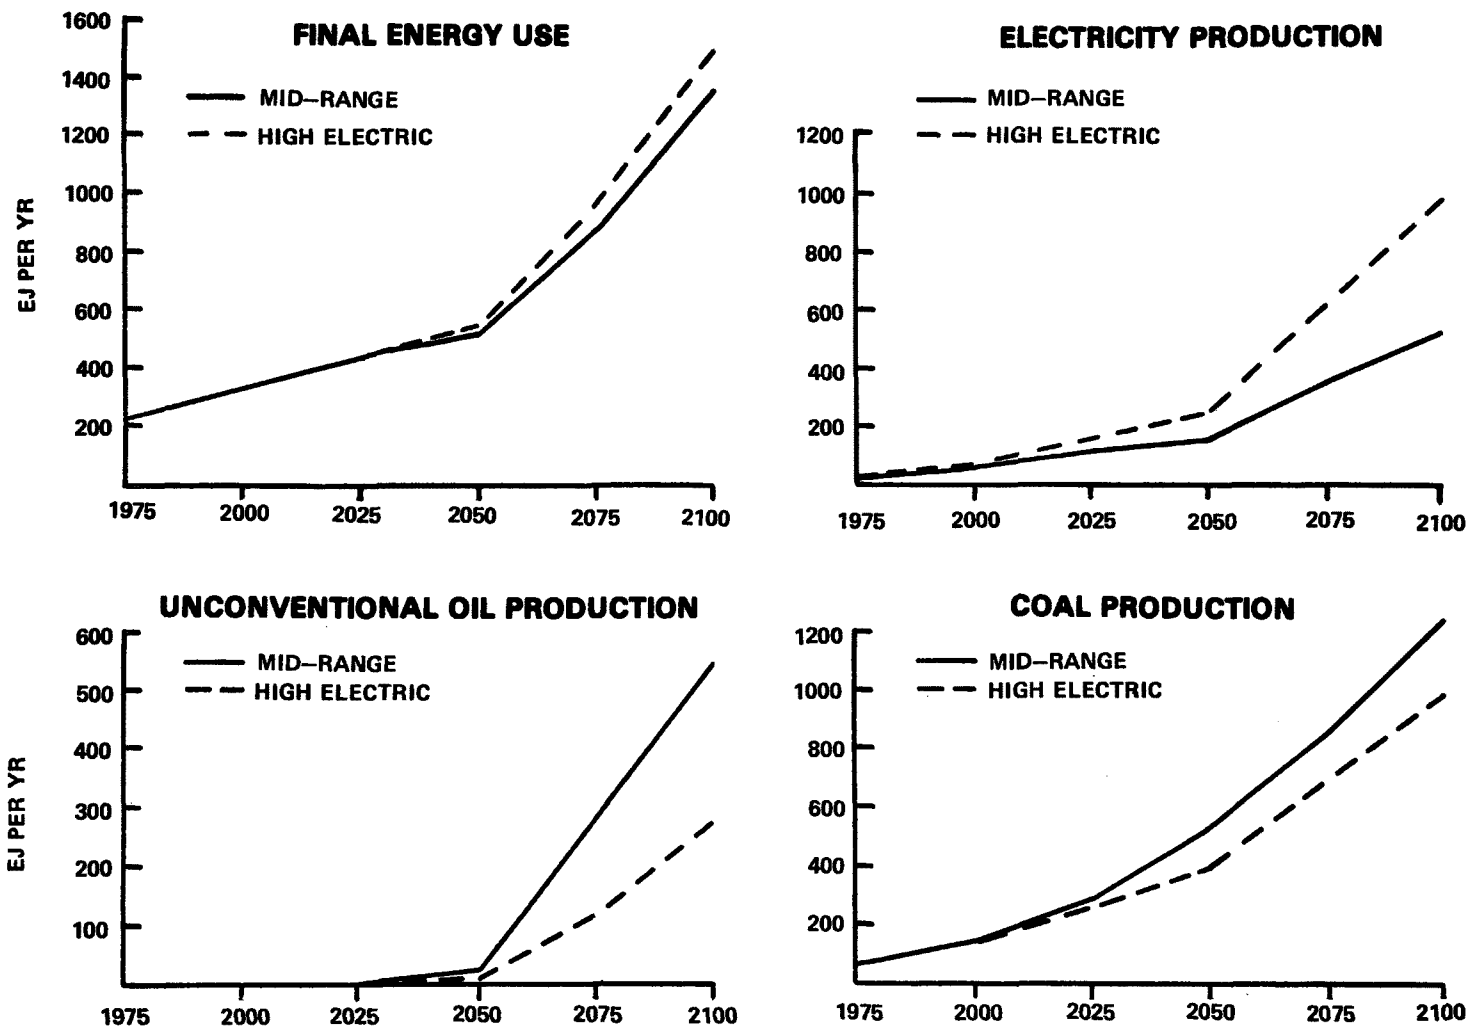 FINAL ENERGY USE
MID–RANGE
HIGH ELECTRIC
EJ PER YR
1600
1400
1200
1000
800
600
400
200
1975 2000 2025 2050 2075 2100
ELECTRICITY PRODUCTION
MID–RANGE
HIGH ELECTRIC
1200
1000
800
600
400
200
1975 2000 2025 2050 2075 2100
UNCONVENTIONAL OIL PRODUCTION
MID–RANGE
HIGH ELECTRIC
EJ PER YR
600
500
400
300
200
100
1975 2000 2025 2050 2075 2100
COAL PRODUCTION
MID–RANGE
HIGH ELECTRIC
1200
1000
800
600
400
200
1975 2000 2025 2050 2075 2100